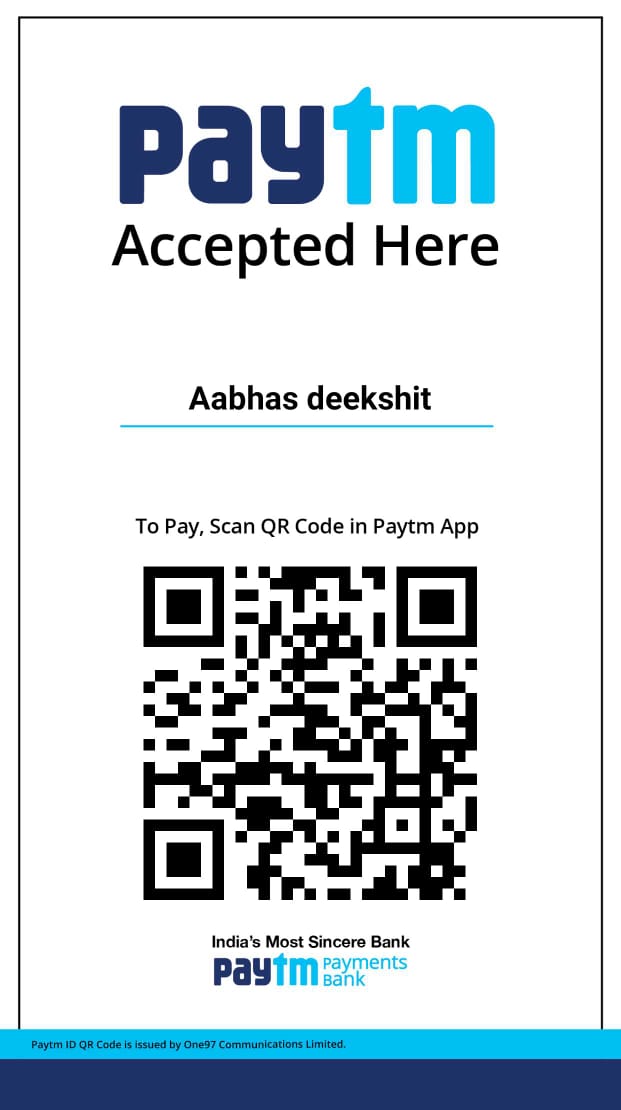 paytm
Accepted Here
Aabhas deekshit
To Pay, Scan QR Code in Paytm App
India's Most Sincere Bank
paytm Payments
Bank
Paytm ID QR Code is issued by One97 Communications Limited.